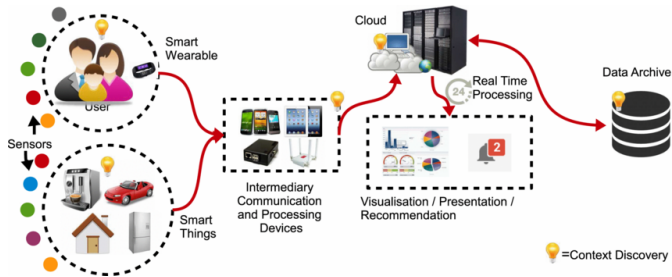 Smart
Wearable
User
Sensors
Smart
Things
Intermediary
Communication
and Processing
Devices
Cloud
24
Real Time
Processing
2
Visualisation / Presentation /
Recommendation
Data Archive
=Context Discovery